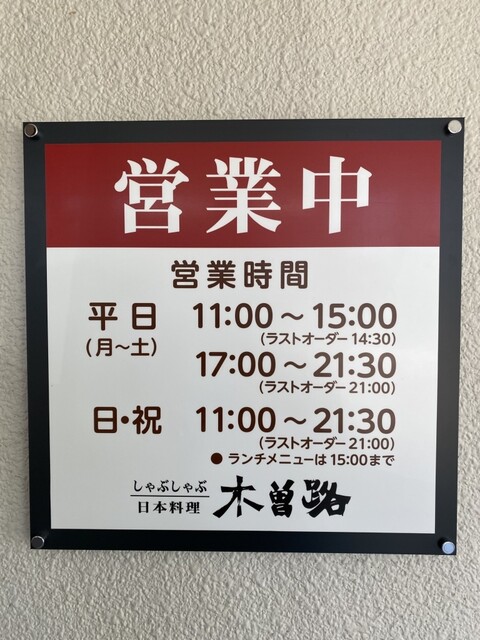 営業中
営業時間
平日 11:00〜15:00
(月〜土) (ラストオーダー14:30)
17:00〜21:30
(ラストオーダー21:00)
日・祝 11:00〜21:30
(ラストオーダー21:00)
● ランチメニューは15:00まで
しゃぶしゃぶ
日本料理 木曽路